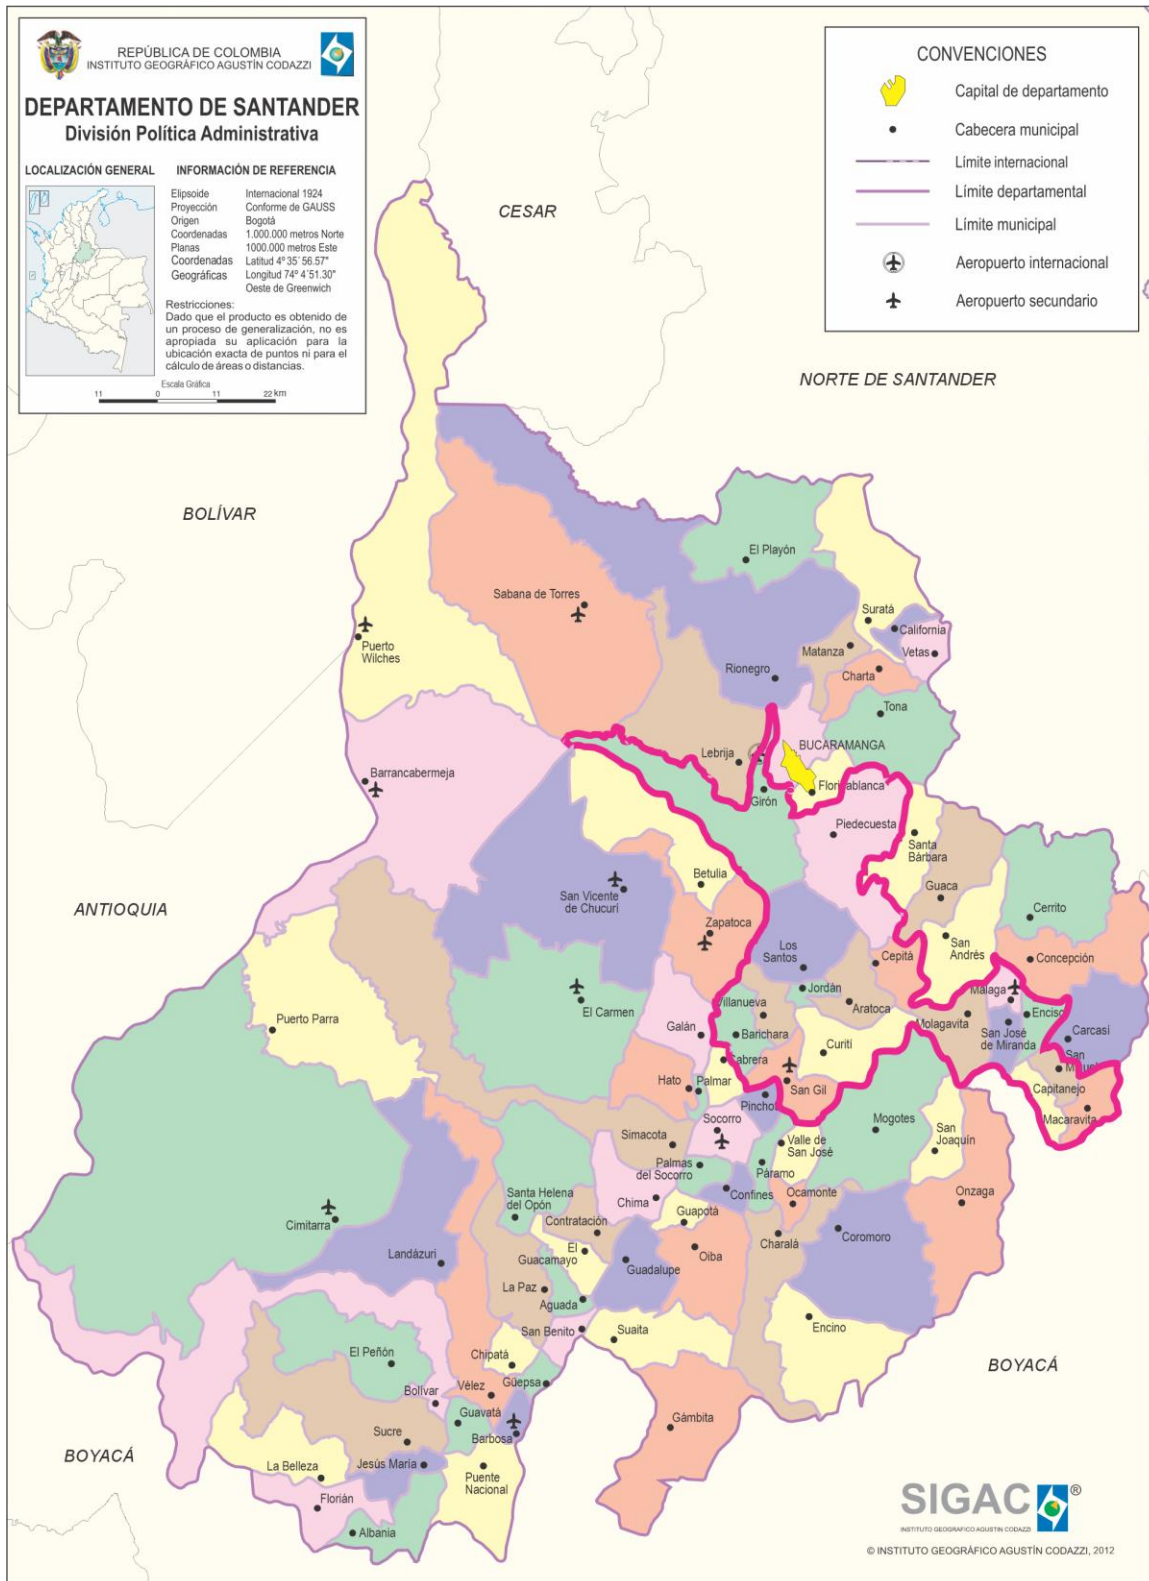 REPÚBLICA DE COLOMBIA
INSTITUTO GEOGRÁFICO AGUSTÍN CODAZZI
DEPARTAMENTO DE SANTANDER
División Política Administrativa
LOCALIZACIÓN GENERAL
INFORMACIÓN DE REFERENCIA
Elipsoide Internacional 1924
Proyección Conforme de GAUSS
Origen Bogotá
Coordenadas 1.000.000 metros Norte
Planas 1000.000 metros Este
Coordenadas Latitud 4º 35´ 56.57"
Geográficas Longitud 74º 4´51.30"
Oeste de Greenwich
Restricciones:
Dado que el producto es obtenido de
un proceso de generalización, no es
apropiada su aplicación para la
ubicación exacta de puntos ni para el
cálculo de áreas o distancias.
Escala Gráfica
11 0 11 22 km
CONVENCIONES
Capital de departamento
Cabecera municipal
Límite internacional
Límite departamental
Límite municipal
Aeropuerto internacional
Aeropuerto secundario
CESAR
NORTE DE SANTANDER
BOLÍVAR
El Playón
Sabana de Torres
Suratá
California
Puerto
Wilches
Matanza
Vetas
Rionegro
Charta
Tona
BUCARAMANGA
Lebrija
Barrancabermeja
Girón
Floridablanca
Piedecuesta
Santa
Bárbara
Betulia
San Vicente
de Chucurí
Guaca
ANTIOQUIA
Cerrito
Zapatoca
Los
Santos
San
Andrés
Cepitá
Concepción
Jordán
Málaga
El Carmen
Villanueva
Aratoca
Enciso
Puerto Parra
Molagavita
San José
de Miranda
Carcasí
Galán
Barichara
Curití
Cabrera
San
Miguel
Hato
Palmar
San Gil
Capitanejo
Pinchote
Macaravita
Socorro
Mogotes
San
Joaquín
Simacota
Valle de
San José
Palmas
del Socorro
Páramo
Santa Helena
del Opón
Chima
Confines
Ocamonte
Onzaga
Cimitarra
Contratación
Guapotá
Charalá
Coromoro
Landázuri
El
Guacamayo
Guadalupe
Oiba
La Paz
Aguada
Encino
San Benito
Suaita
El Peñón
Chipatá
BOYACÁ
Güepsa
Vélez
Bolívar
Guavatá
Gámbita
Sucre
Barbosa
BOYACÁ
La Belleza
Jesús María
Puente
Nacional
Florián
Albania
SIGAC®
INSTITUTO GEOGRAFICO AGUSTIN CODAZZI
© INSTITUTO GEOGRÁFICO AGUSTÍN CODAZZI, 2012